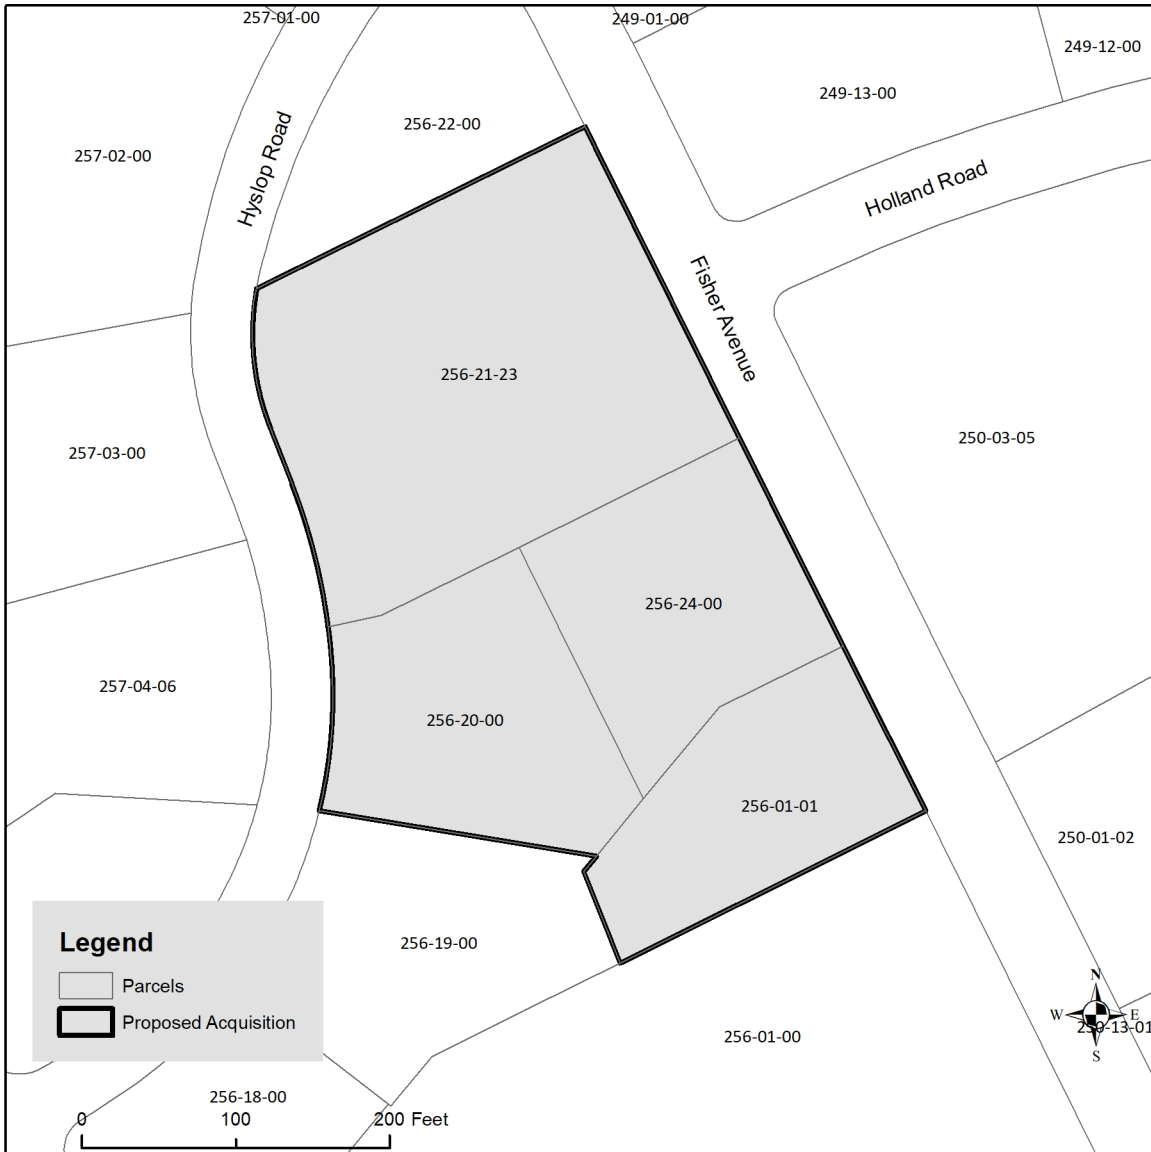 257-01-00
249-01-00
249-12-00
249-13-00
256-22-00
257-02-00
Hyslop Road
Holland Road
Fisher Avenue
256-21-23
250-03-05
257-03-00
256-24-00
257-04-06
256-20-00
256-01-01
250-01-02
256-19-00
Legend
Parcels
Proposed Acquisition
N
W
E
S
250-13-01
256-01-00
256-18-00
0 100 200 Feet